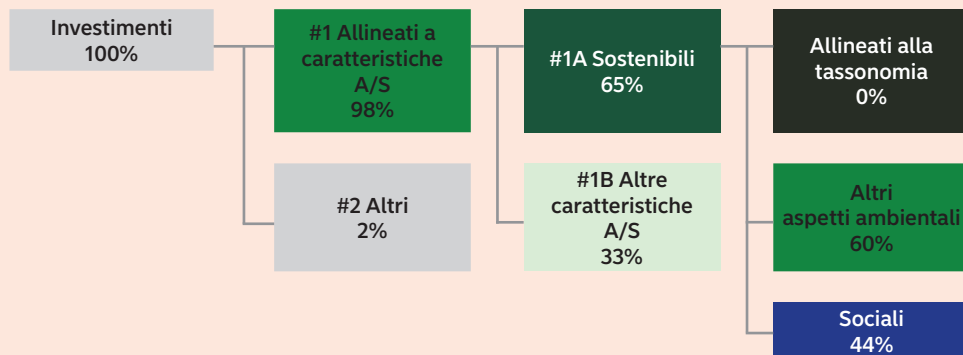 Investimenti
100%
#1 Allineati a
caratteristiche
A/S
98%
#1A Sostenibili
65%
Allineati alla
tassonomia
0%
#2 Altri
2%
#1B Altre
caratteristiche
A/S
33%
Altri
aspetti ambientali
60%
Sociali
44%